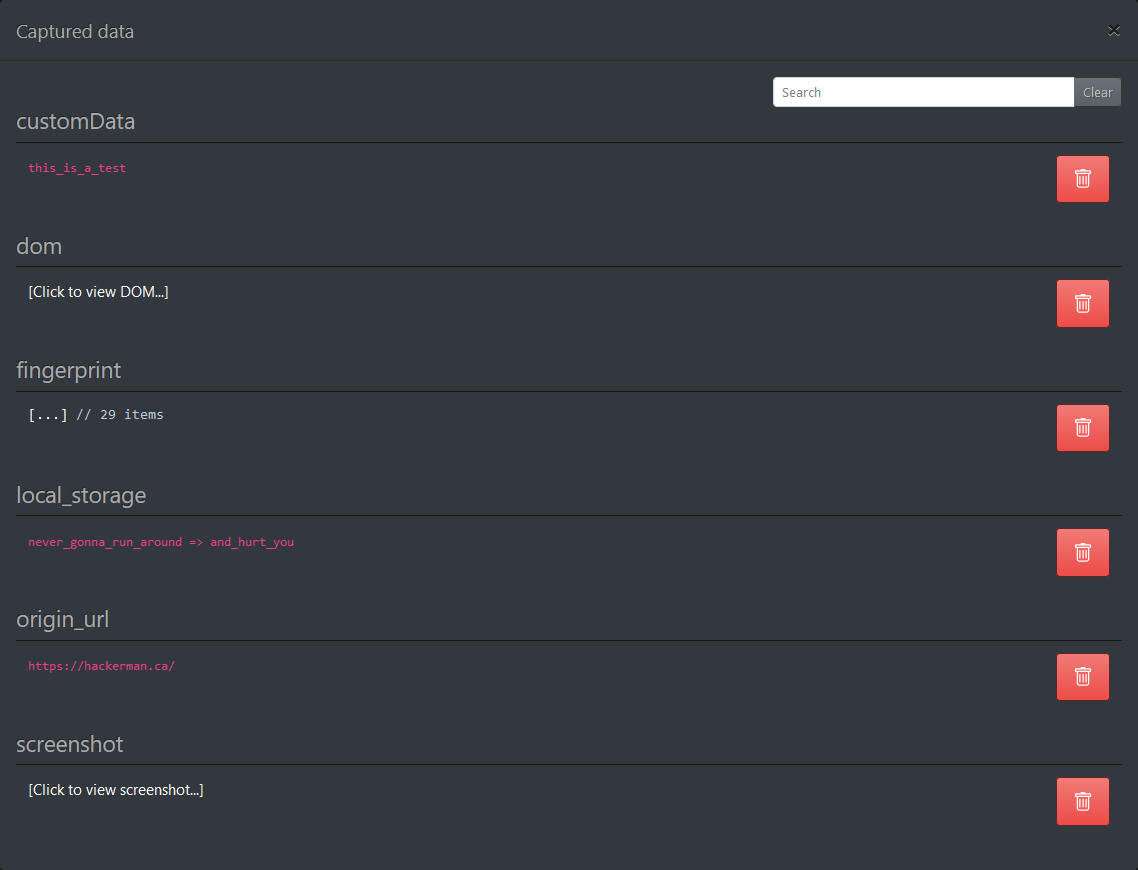 Captured data
×
Search
Clear
customData
this_is_a_test
dom
[Click to view DOM...]
fingerprint
[...] // 29 items
local_storage
never_gonna_run_around => and_hurt_you
origin_url
https://hackerman.ca/
screenshot
[Click to view screenshot...]